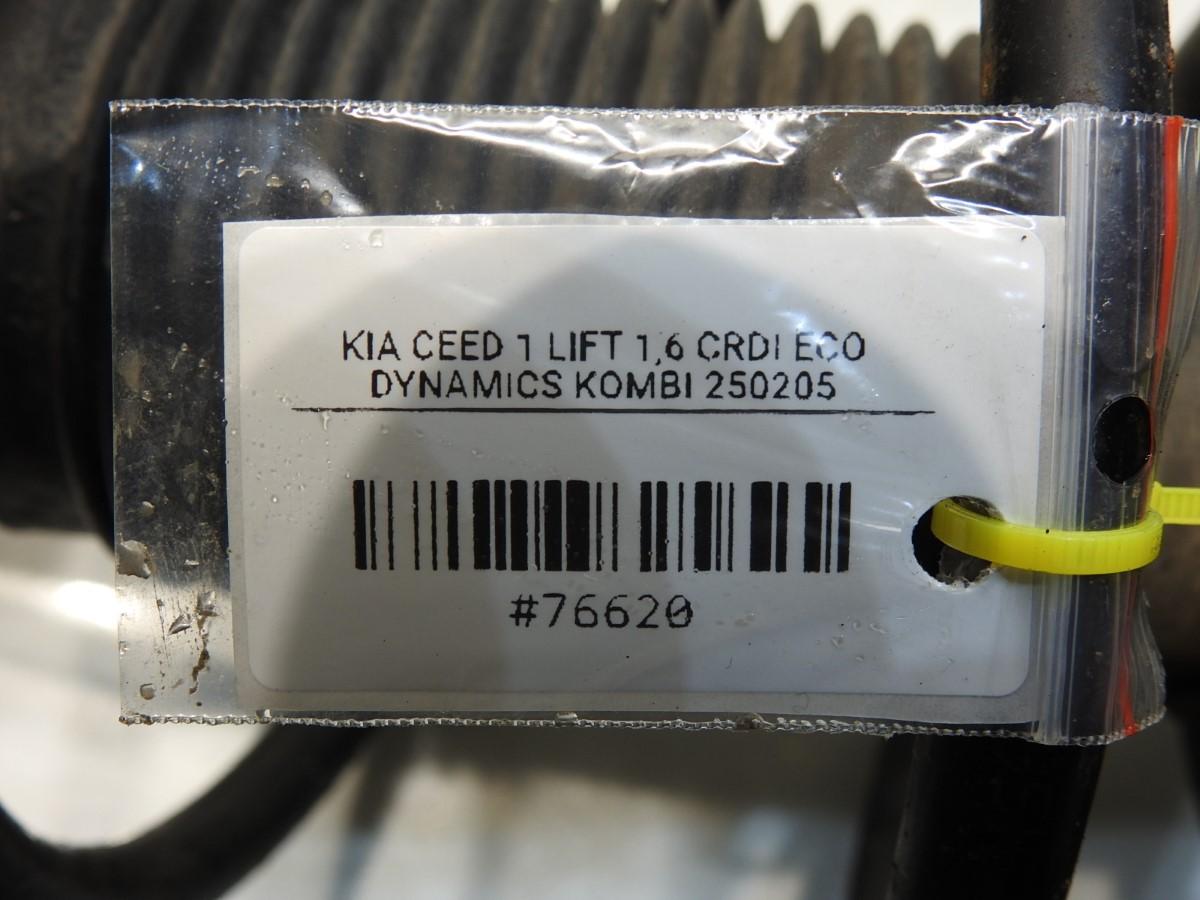 KIA CEED 1 LIFT 1,6 CRDI ECO
DYNAMICS KOMBI 250205
#76620